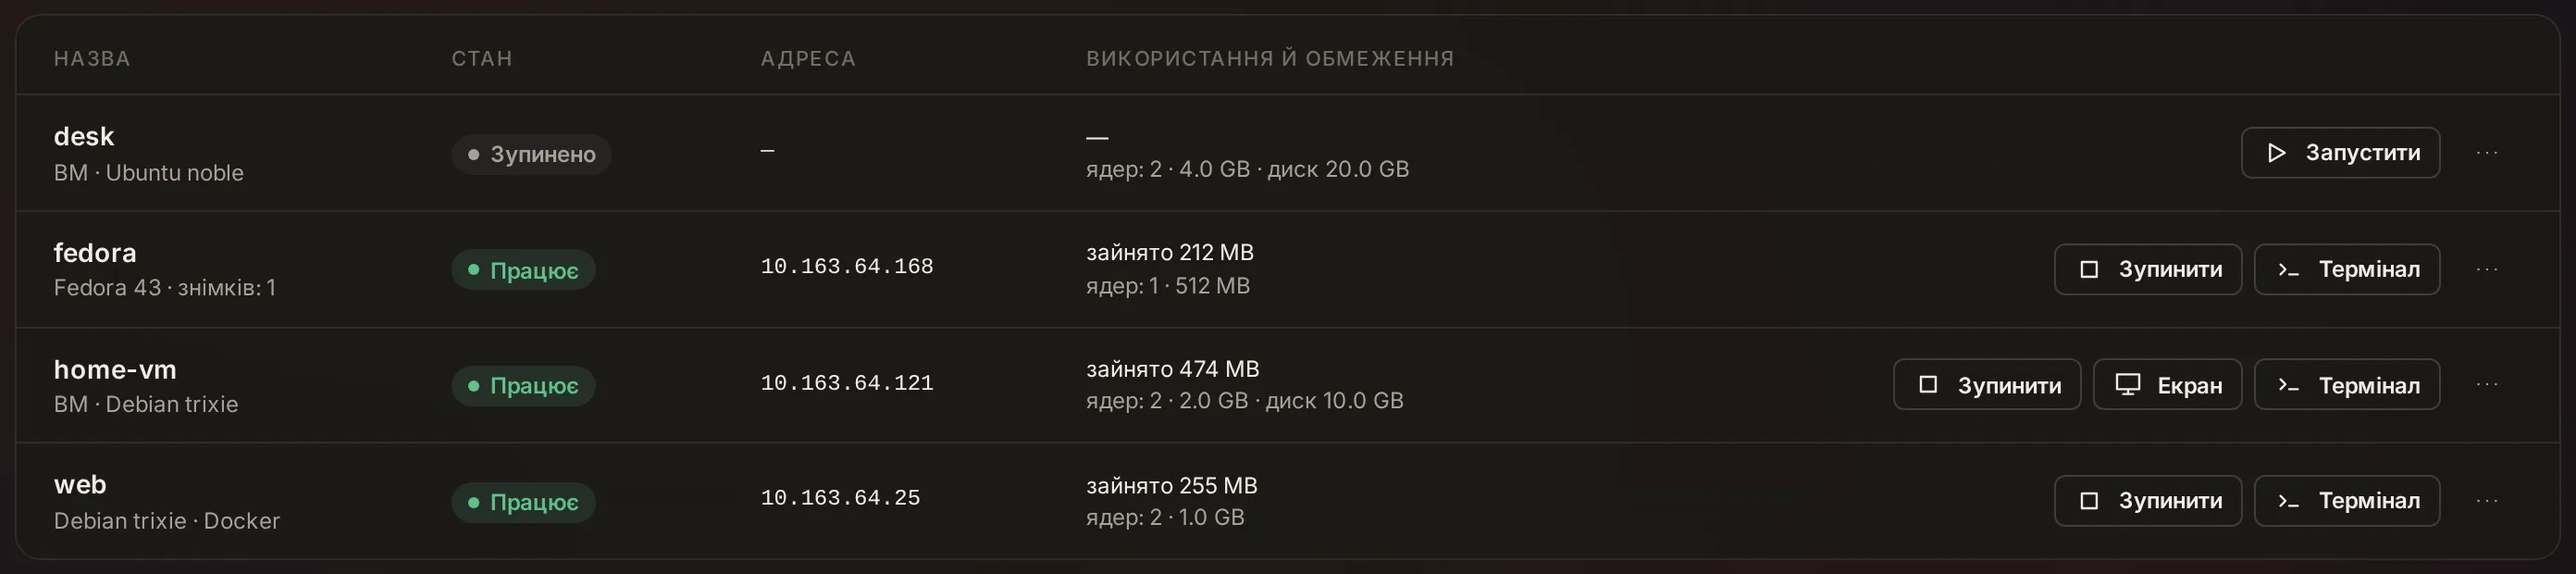 НАЗВА СТАН АДРЕСА ВИКОРИСТАННЯ Й ОБМЕЖЕННЯ
desk
ВМ · Ubuntu noble
Зупинено
—
—
ядер: 2 · 4.0 GB · диск 20.0 GB
Запустити ...
fedora
Fedora 43 · знімків: 1
Працює
10.163.64.168
зайнято 212 MB
ядер: 1 · 512 MB
Зупинити >_ Термінал ...
home-vm
ВМ · Debian trixie
Працює
10.163.64.121
зайнято 474 MB
ядер: 2 · 2.0 GB · диск 10.0 GB
Зупинити Екран >_ Термінал ...
web
Debian trixie · Docker
Працює
10.163.64.25
зайнято 255 MB
ядер: 2 · 1.0 GB
Зупинити >_ Термінал ...